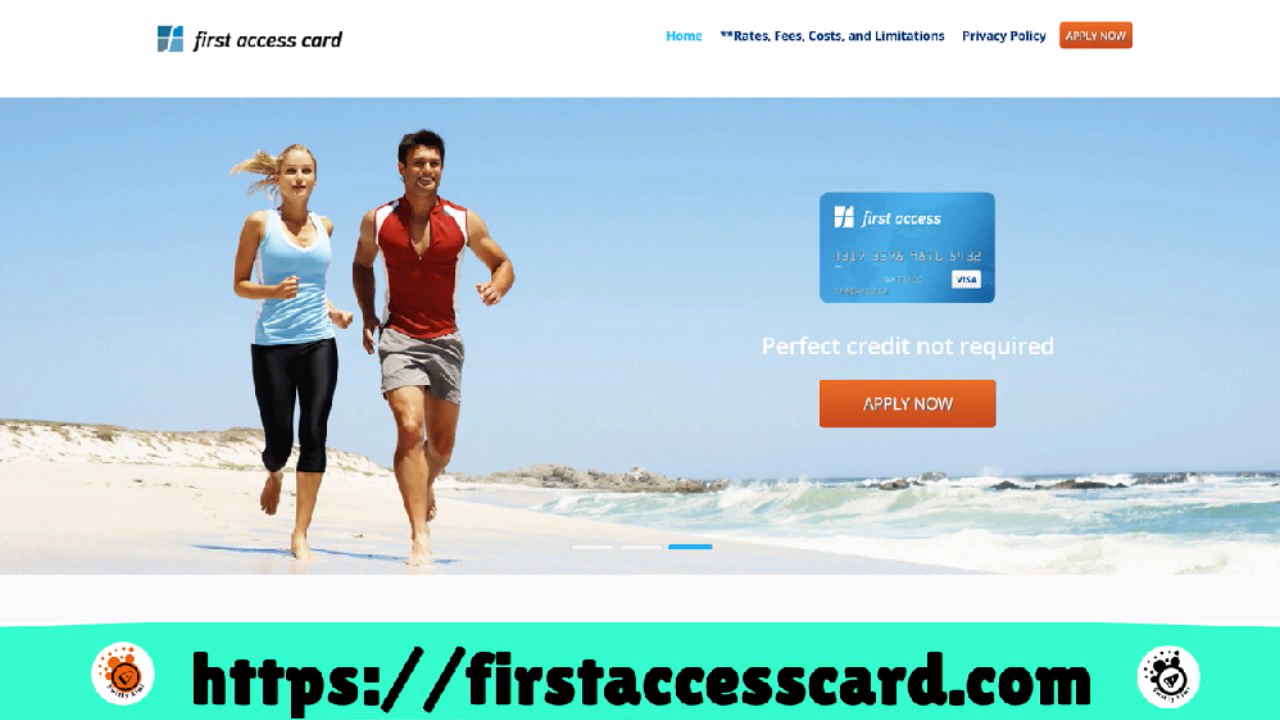 first access card
Home **Rates, Fees, Costs, and Limitations Privacy Policy APPLY NOW
first access
VISA
Perfect credit not required
APPLY NOW
https://firstaccesscard.com